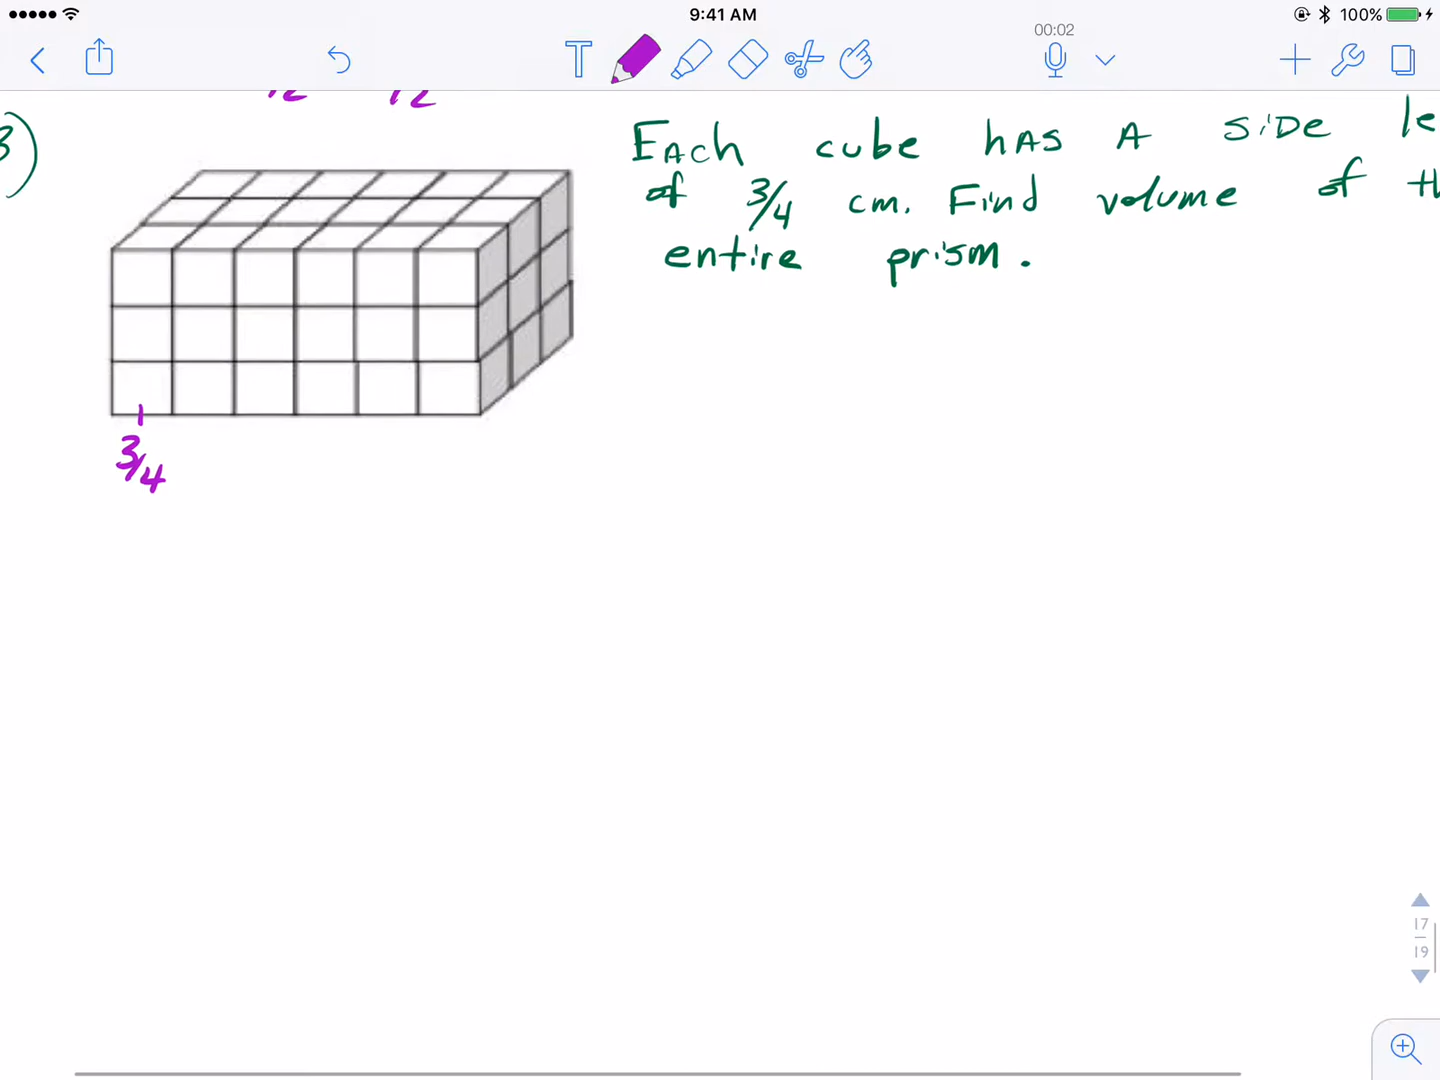 9:41 AM
100%
00:02
T
3)
Each cube has a side le
of 3/4 cm. Find volume of th
entire prism.
3/4
17
19